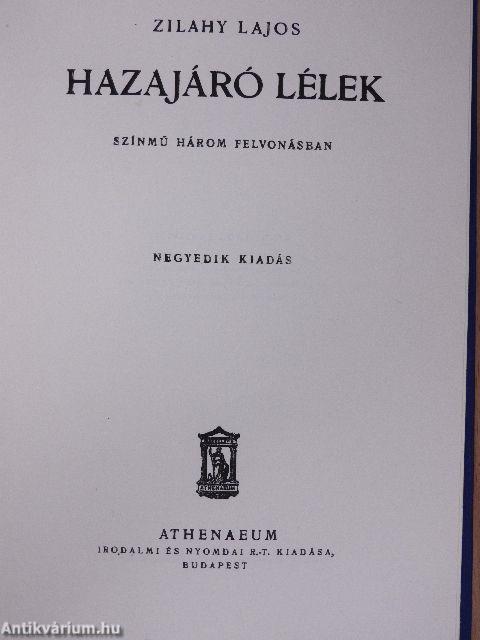 ZILAHY LAJOS
HAZAJÁRÓ LÉLEK
SZÍNMŰ HÁROM FELVONÁSBAN
NEGYEDIK KIADÁS
ATHENAEUM
ATHENAEUM
IRODALMI ÉS NYOMDAI R.-T. KIADÁSA,
BUDAPEST
Antikvárium.hu